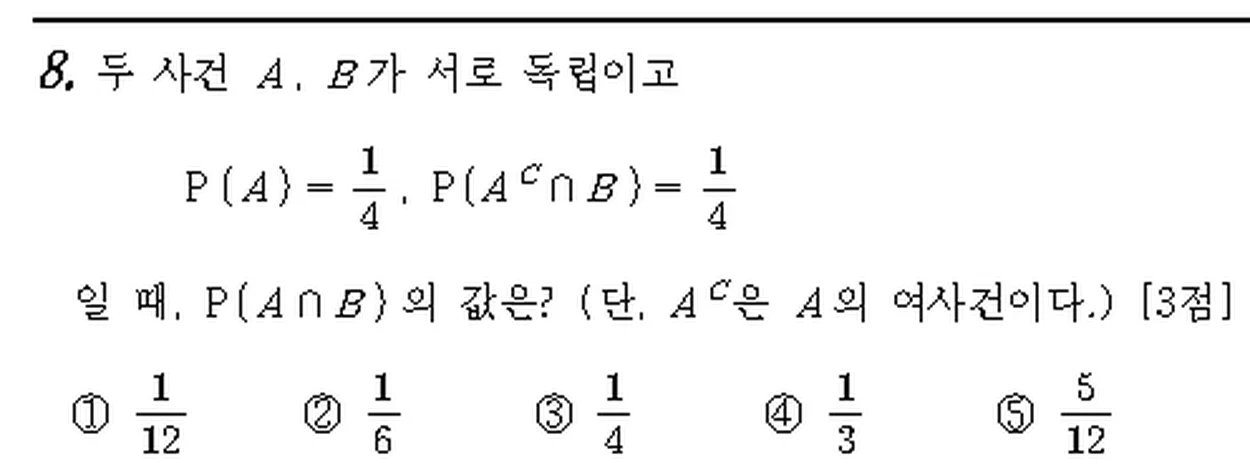 8. 두 사건 A, B가 서로 독립이고
P(A) = 1/4, P(A^C∩B) = 1/4
일 때, P(A∩B)의 값은? (단, A^C은 A의 여사건이다.) [3점]
① 1/12 ② 1/6 ③ 1/4 ④ 1/3 ⑤ 5/12